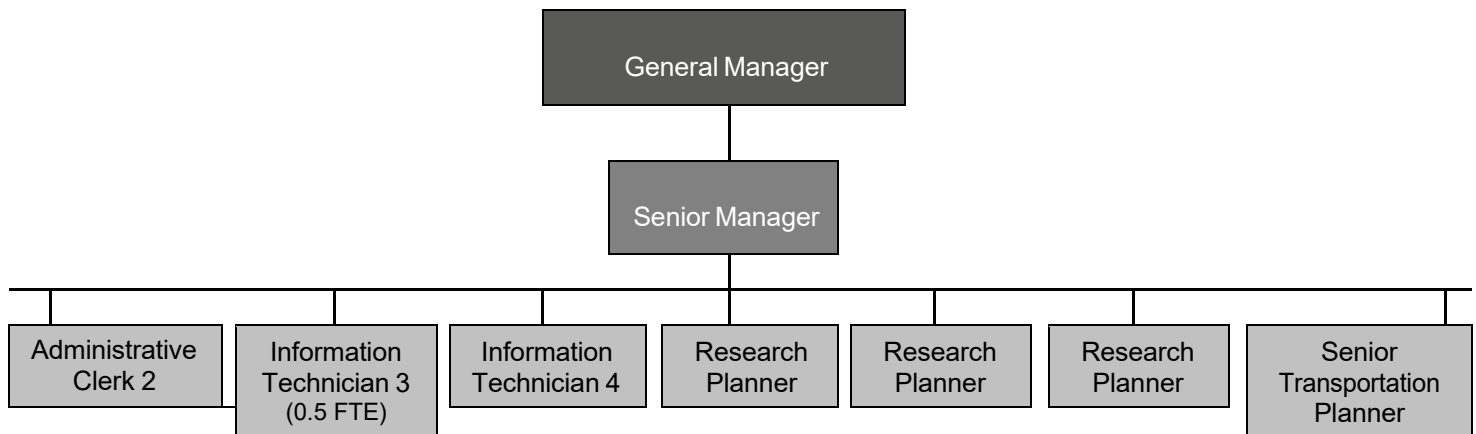 General Manager
Senior Manager
Administrative
Clerk 2
Information
Technician 3
(0.5 FTE)
Information
Technician 4
Research
Planner
Research
Planner
Research
Planner
Senior
Transportation
Planner